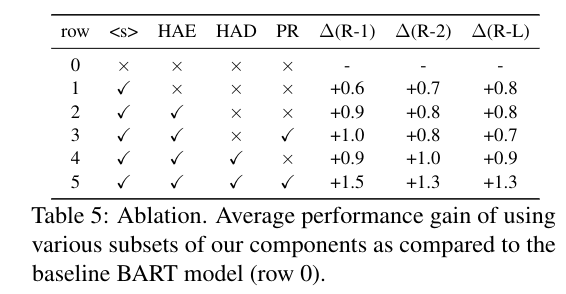 row <s> HAE HAD PR Δ(R-1) Δ(R-2) Δ(R-L)
0 × × × × - - -
1 ✓ × × × +0.6 +0.7 +0.8
2 ✓ ✓ × × +0.9 +0.8 +0.8
3 ✓ ✓ × ✓ +1.0 +0.8 +0.7
4 ✓ ✓ ✓ × +0.9 +1.0 +0.9
5 ✓ ✓ ✓ ✓ +1.5 +1.3 +1.3
Table 5: Ablation. Average performance gain of using
various subsets of our components as compared to the
baseline BART model (row 0).